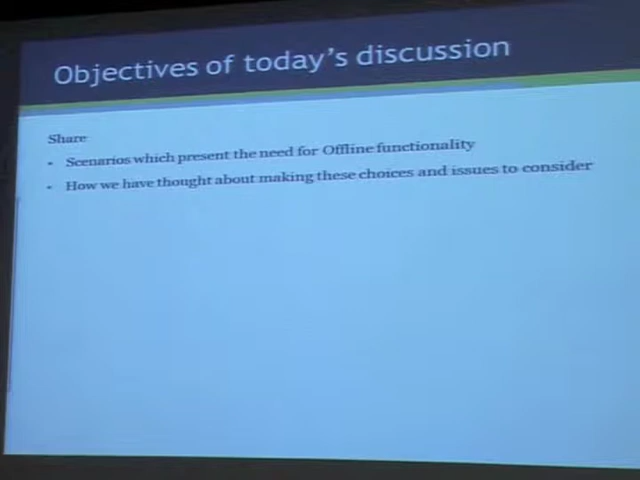 Objectives of today's discussion
Share
• Scenarios which present the need for Offline functionality
• How we have thought about making these choices and issues to consider